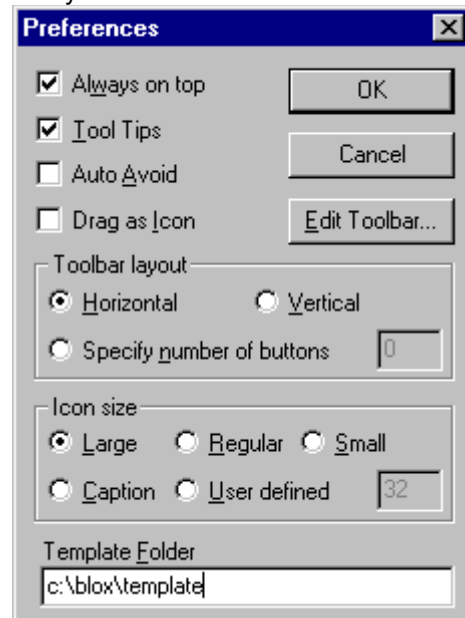 Preferences
Always on top
OK
Tool Tips
Cancel
Auto Avoid
Drag as Icon
Edit Toolbar...
Toolbar layout
Horizontal Vertical
Specify number of buttons 0
Icon size
Large Regular Small
Caption User defined 32
Template Folder
c:\blox\template